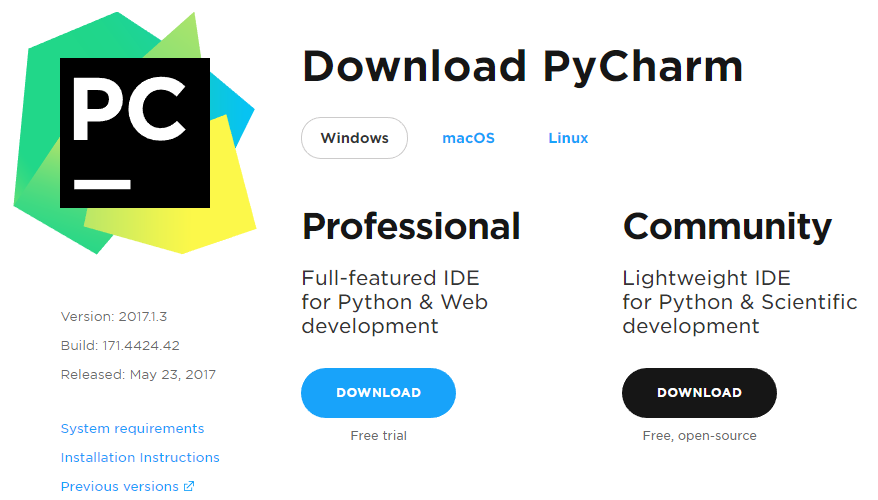 PC
Download PyCharm
Windows macOS Linux
Professional
Full-featured IDE
for Python & Web
development
DOWNLOAD
Free trial
Community
Lightweight IDE
for Python & Scientific
development
DOWNLOAD
Free, open-source
Version: 2017.1.3
Build: 171.4424.42
Released: May 23, 2017
System requirements
Installation Instructions
Previous versions